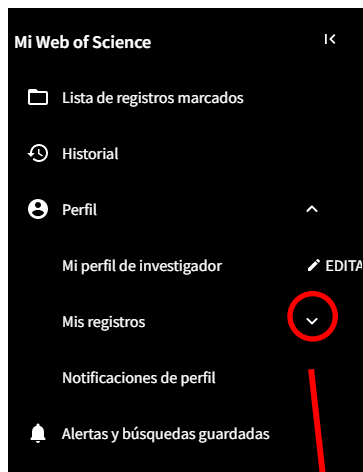 Mi Web of Science
Lista de registros marcados
Historial
Perfil
Mi perfil de investigador EDITA
Mis registros
Notificaciones de perfil
Alertas y búsquedas guardadas